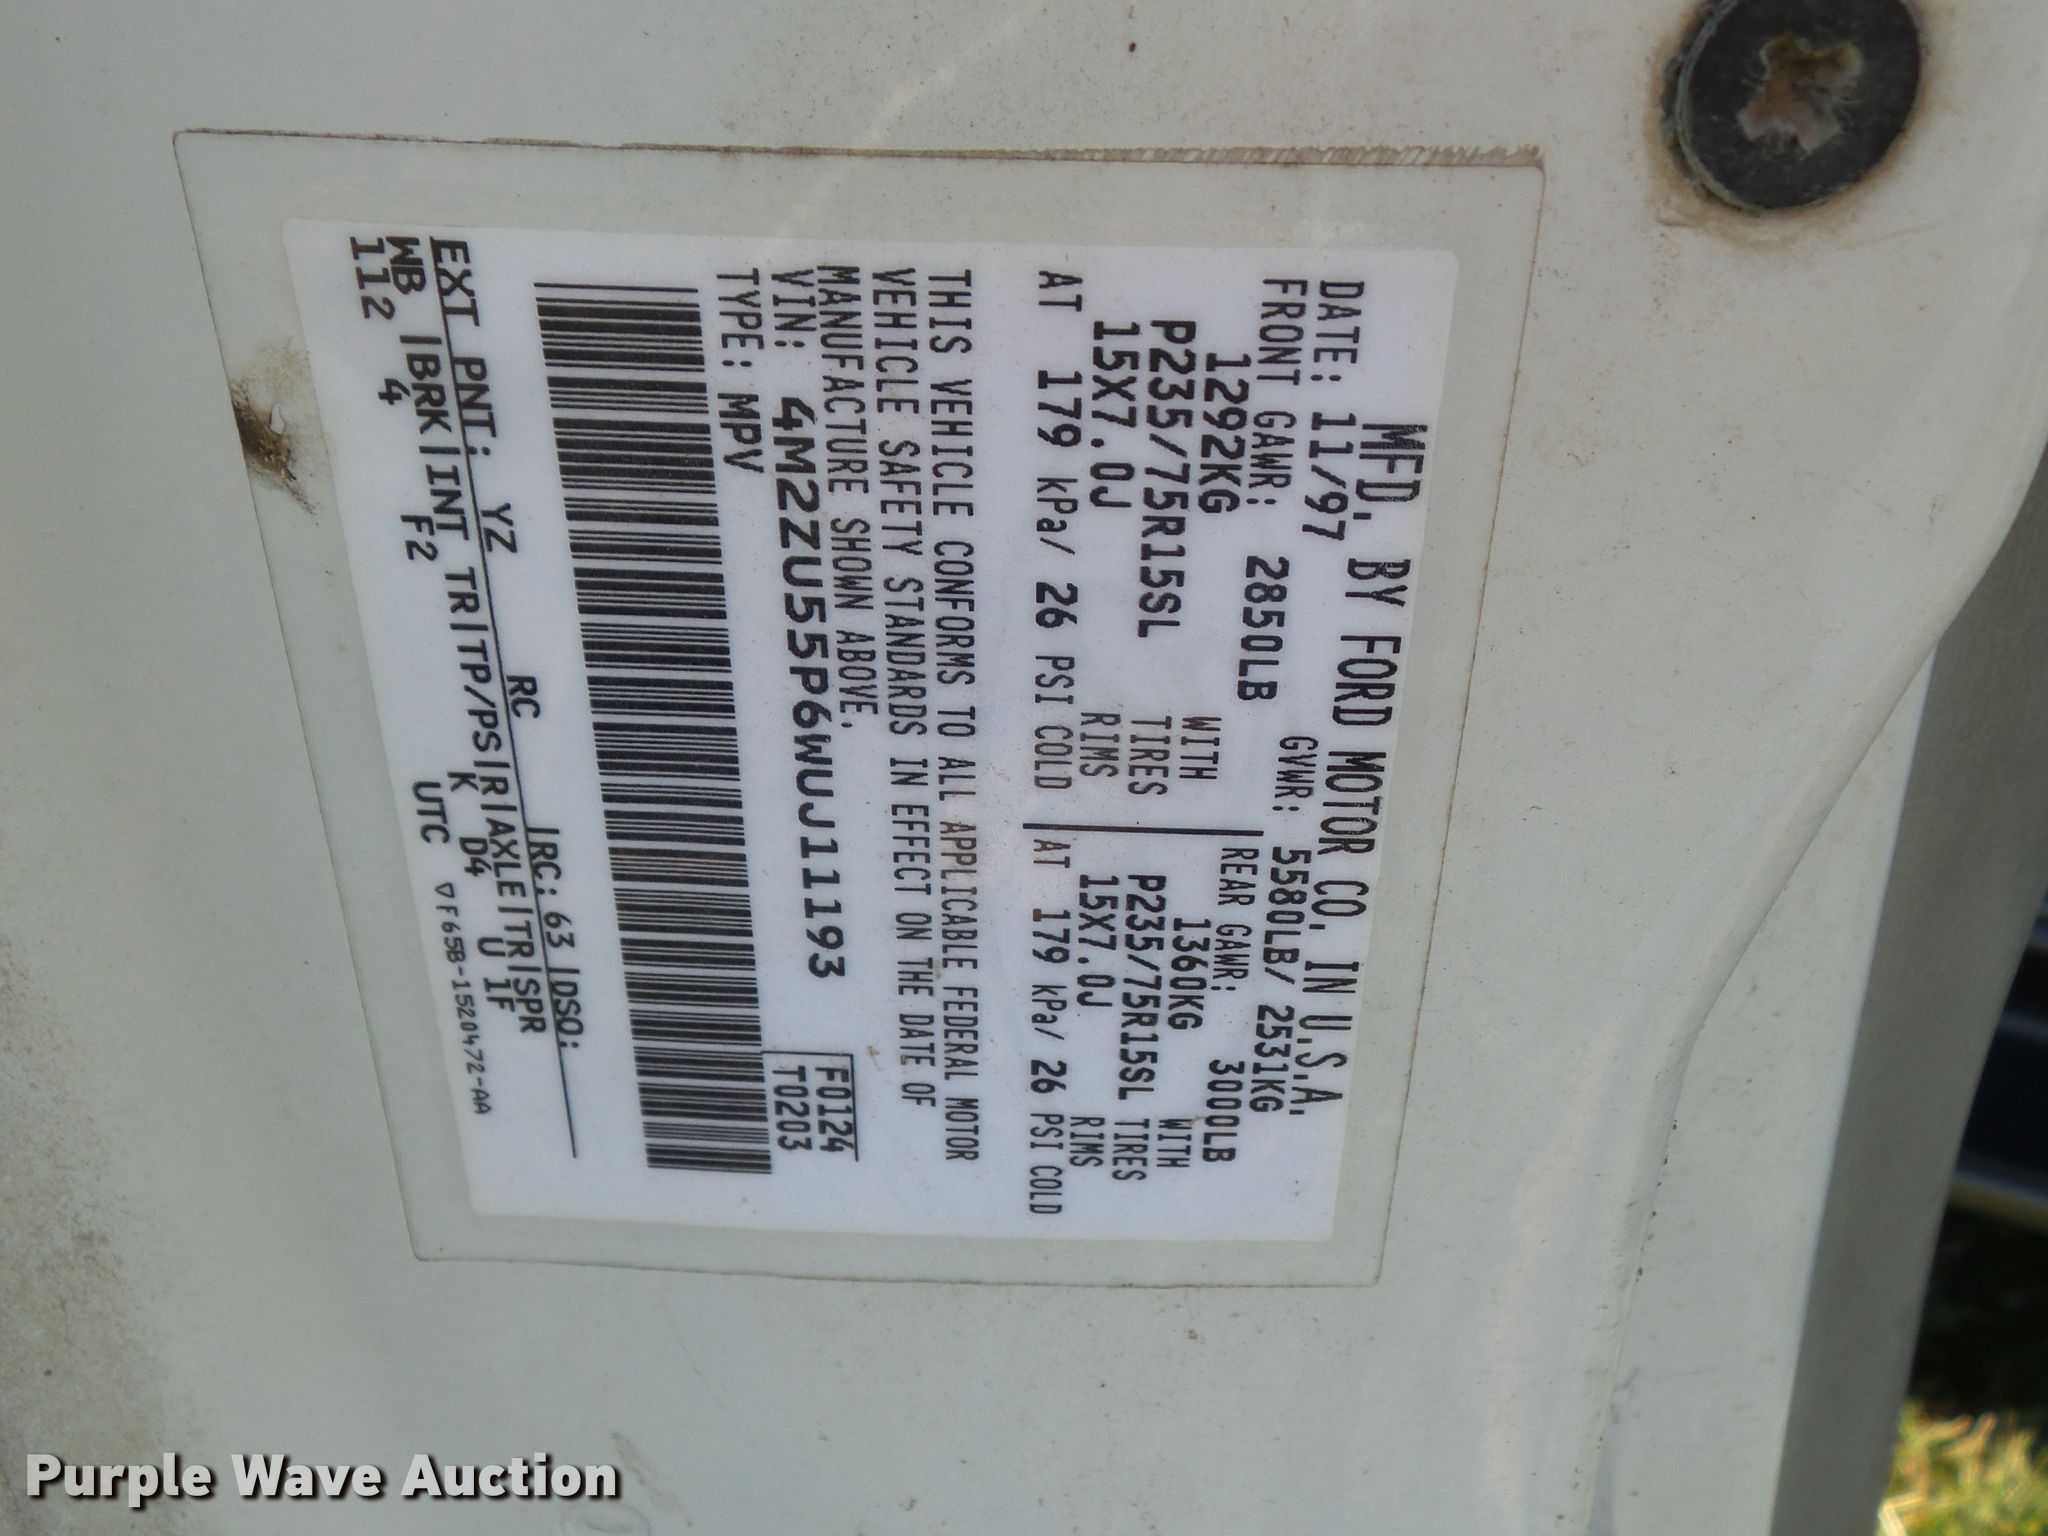 MFD. BY FORD MOTOR CO. IN U.S.A.
DATE: 11/97 GVWR: 5580LB/ 2531KG
FRONT GAWR: 2850LB REAR GAWR: 3000LB
1292KG WITH 1360KG WITH
P235/75R15SL TIRES P235/75R15SL TIRES
15X7.0J RIMS 15X7.0J RIMS
AT 179 kPa/ 26 PSI COLD AT 179 kPa/ 26 PSI COLD
THIS VEHICLE CONFORMS TO ALL APPLICABLE FEDERAL MOTOR
VEHICLE SAFETY STANDARDS IN EFFECT ON THE DATE OF
MANUFACTURE SHOWN ABOVE.
VIN: 4M2ZU55P6WUJ11193
TYPE: MPV
F0124
T0203
EXT PNT: YZ RC |RC: 63 |DSO:
WB |BRK|INT TR|TP/PS|R|AXLE|TR|SPR
112 4 F2 K D4 U 1F
UTC ▽F65B-1520472-AA
Purple Wave Auction